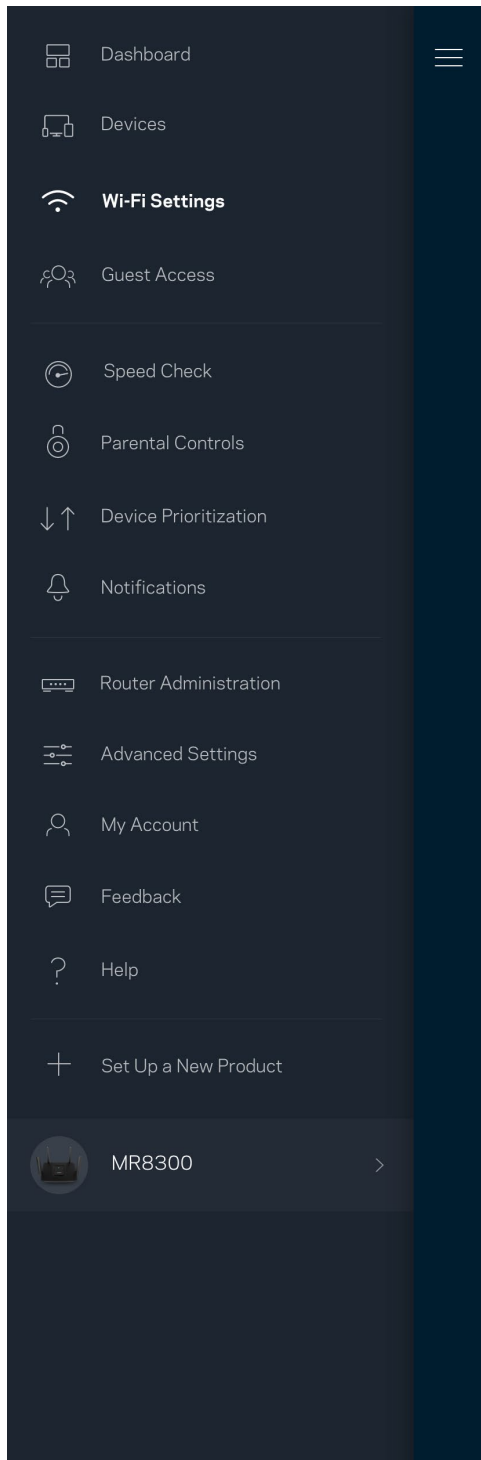 Dashboard
Devices
Wi-Fi Settings
Guest Access
Speed Check
Parental Controls
Device Prioritization
Notifications
Router Administration
Advanced Settings
My Account
Feedback
Help
Set Up a New Product
MR8300